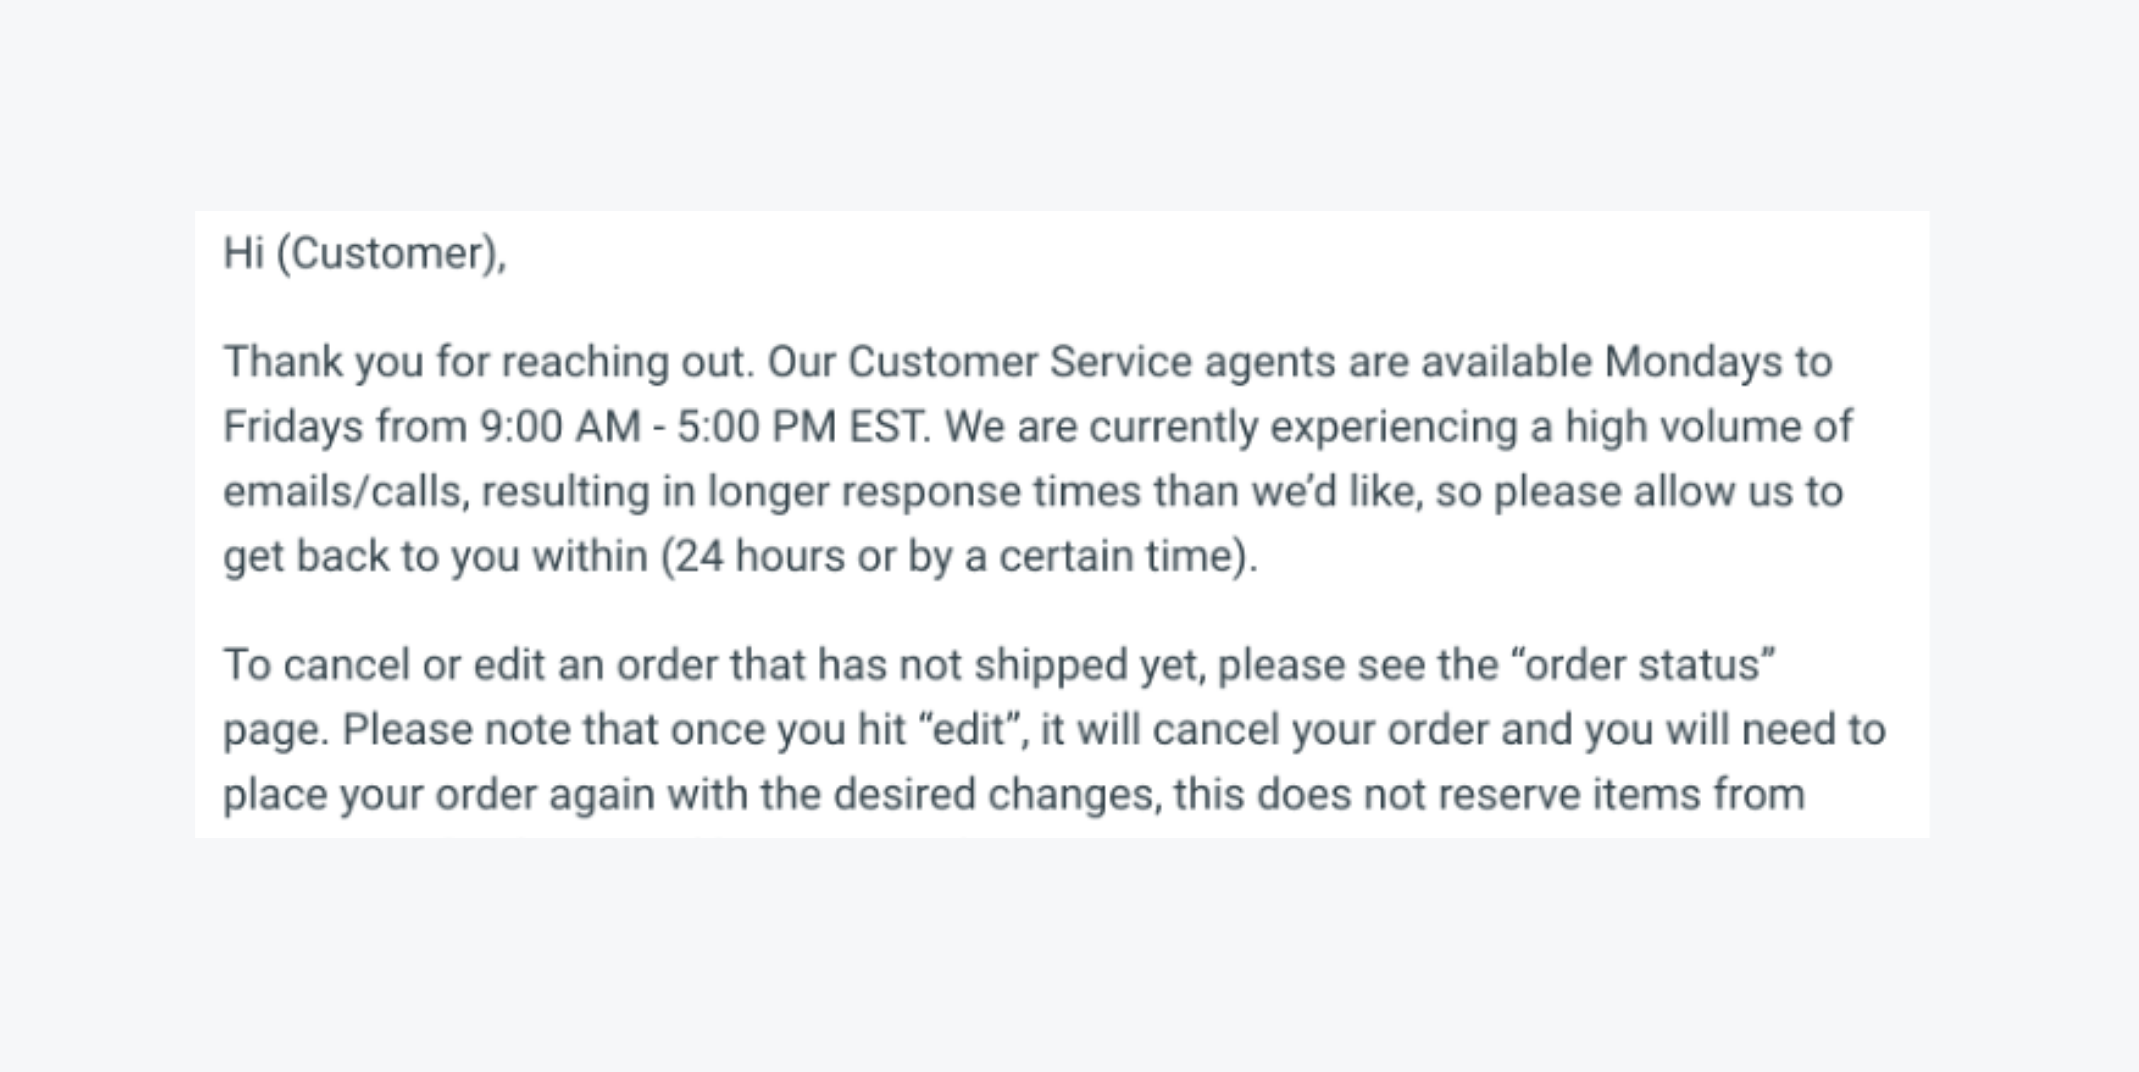 Hi (Customer),
Thank you for reaching out. Our Customer Service agents are available Mondays to
Fridays from 9:00 AM - 5:00 PM EST. We are currently experiencing a high volume of
emails/calls, resulting in longer response times than we’d like, so please allow us to
get back to you within (24 hours or by a certain time).
To cancel or edit an order that has not shipped yet, please see the “order status”
page. Please note that once you hit “edit”, it will cancel your order and you will need to
place your order again with the desired changes, this does not reserve items from